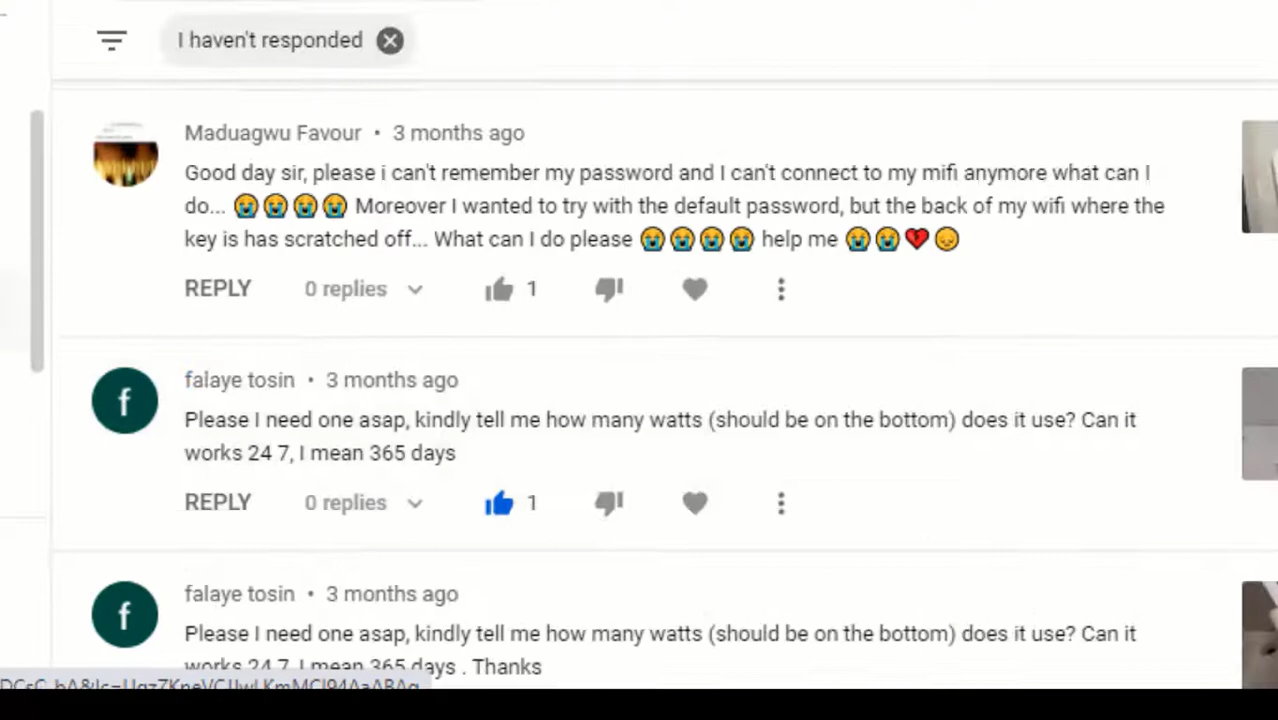 I haven't responded
Maduagwu Favour • 3 months ago
Good day sir, please i can't remember my password and I can't connect to my mifi anymore what can I
do... 😭😭😭😭 Moreover I wanted to try with the default password, but the back of my wifi where the
key is has scratched off... What can I do please 😭😭😭😭 help me 😭😭💔😞
REPLY 0 replies 1
f
falaye tosin • 3 months ago
Please I need one asap, kindly tell me how many watts (should be on the bottom) does it use? Can it
works 24 7, I mean 365 days
REPLY 0 replies 1
f
falaye tosin • 3 months ago
Please I need one asap, kindly tell me how many watts (should be on the bottom) does it use? Can it
works 24 7, I mean 365 days . Thanks